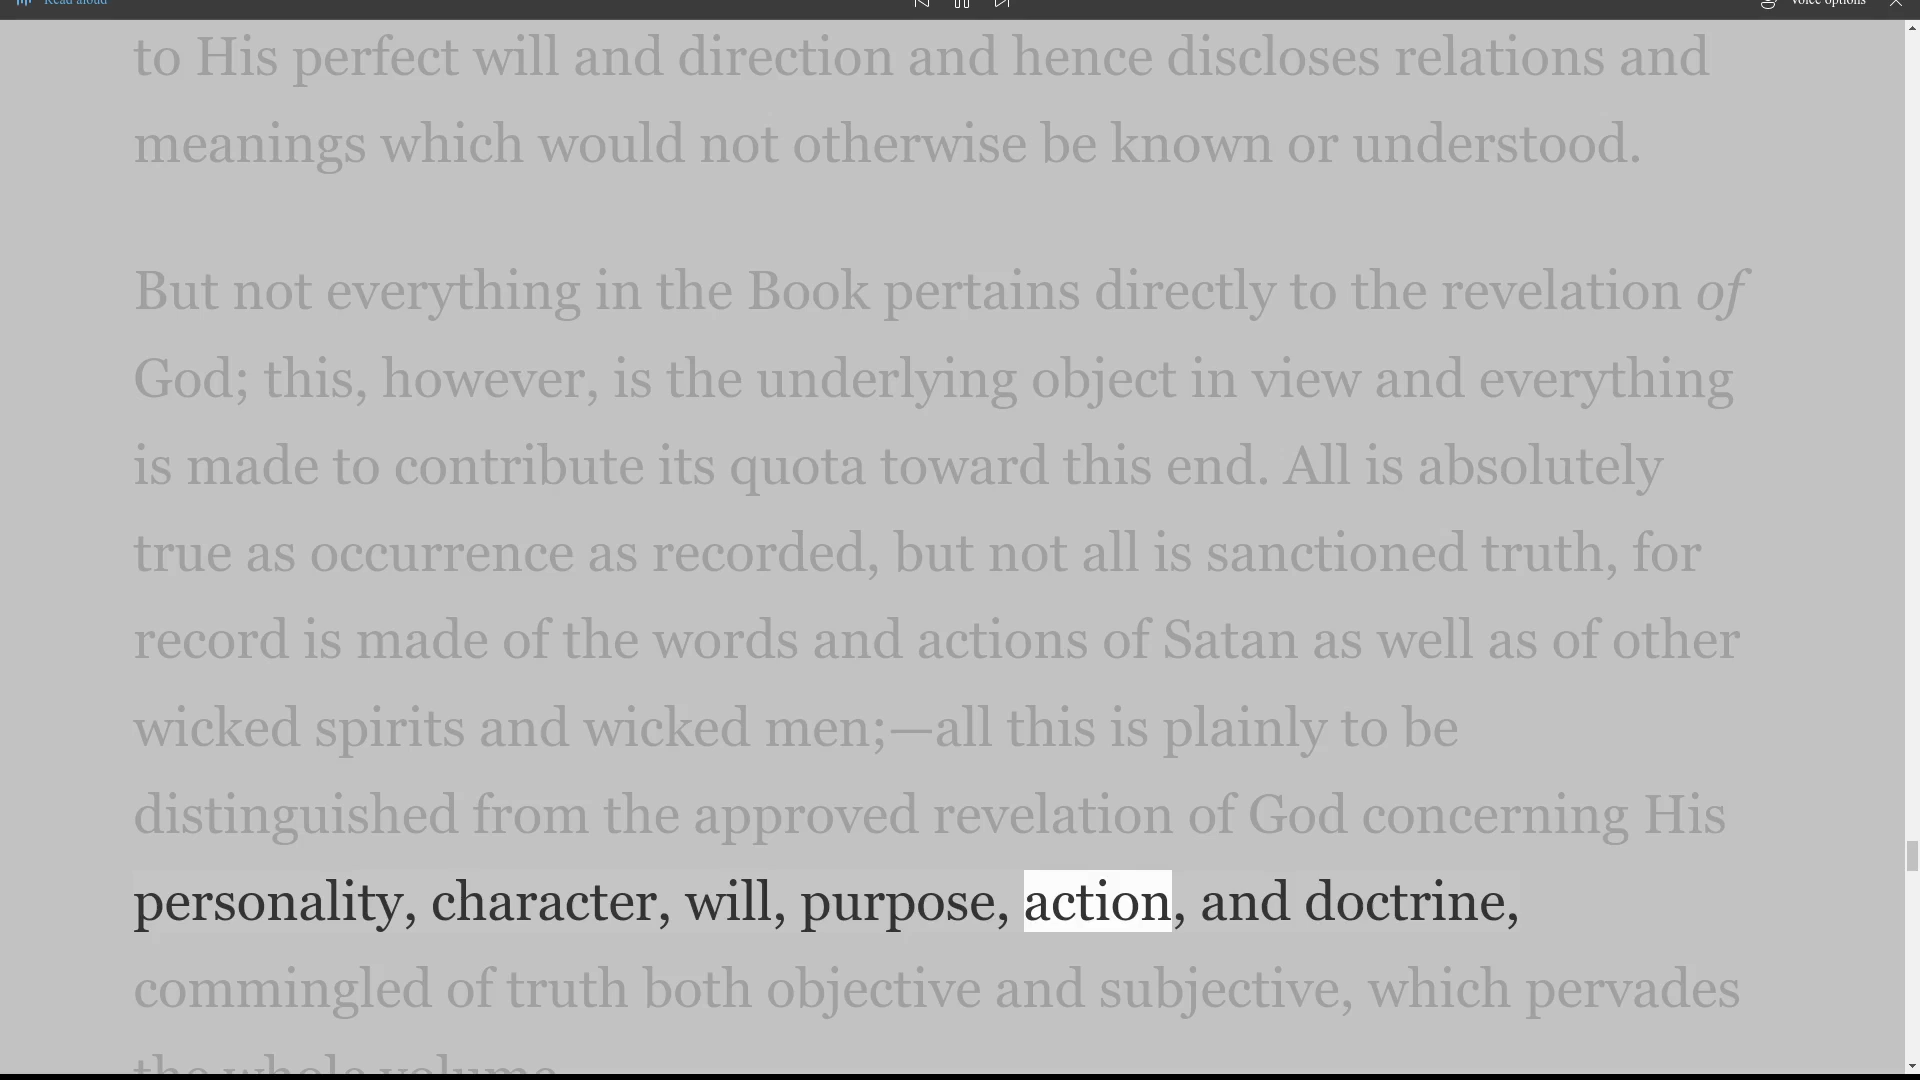 Read aloud
Voice options
to His perfect will and direction and hence discloses relations and
meanings which would not otherwise be known or understood.
But not everything in the Book pertains directly to the revelation of
God; this, however, is the underlying object in view and everything
is made to contribute its quota toward this end. All is absolutely
true as occurrence as recorded, but not all is sanctioned truth, for
record is made of the words and actions of Satan as well as of other
wicked spirits and wicked men;—all this is plainly to be
distinguished from the approved revelation of God concerning His
personality, character, will, purpose, action, and doctrine,
commingled of truth both objective and subjective, which pervades
the whole volume